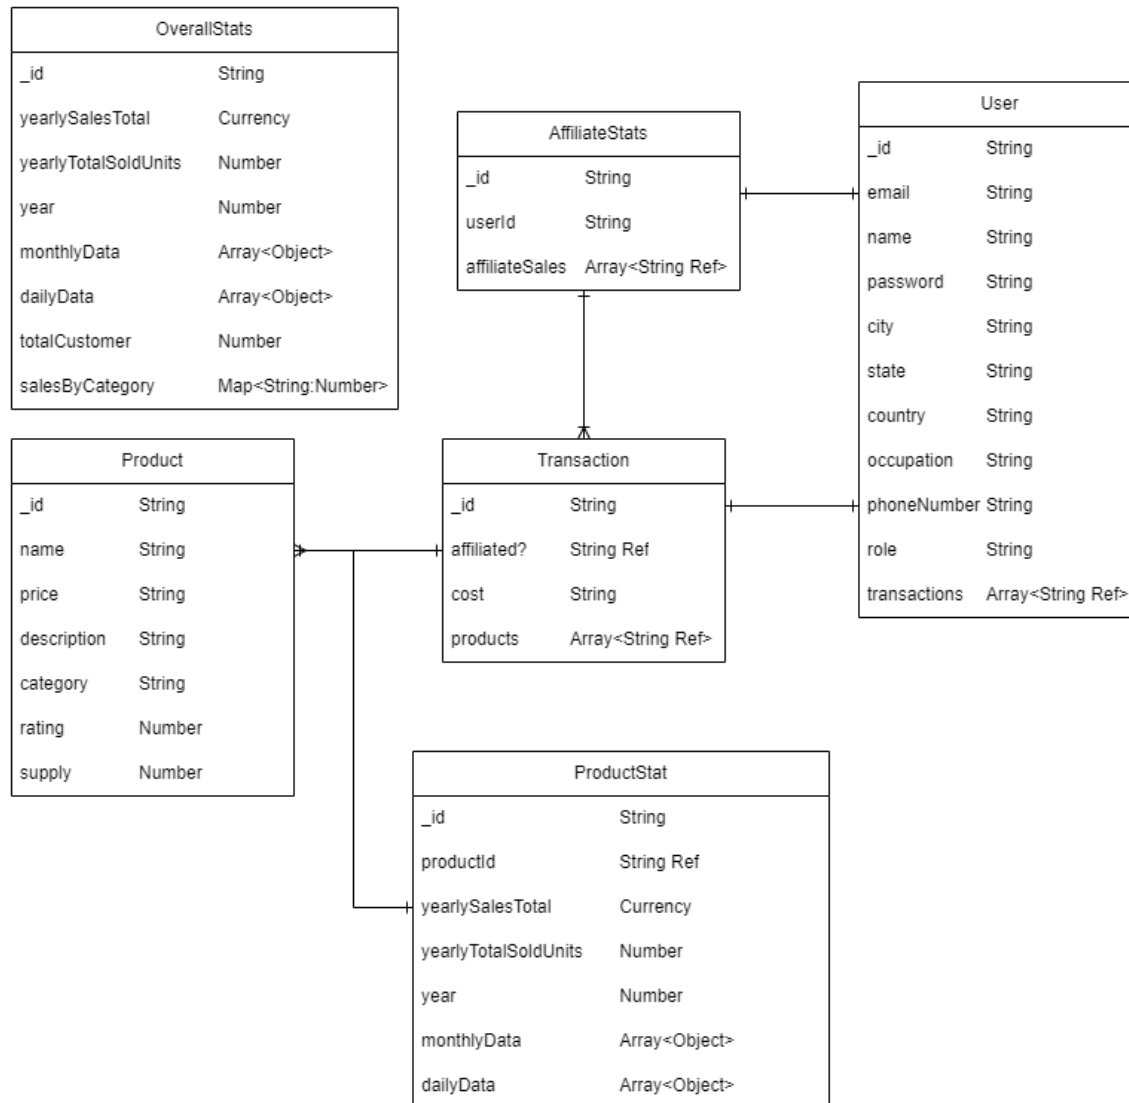 OverallStats
_id String
yearlySalesTotal Currency
yearlyTotalSoldUnits Number
year Number
monthlyData Array<Object>
dailyData Array<Object>
totalCustomer Number
salesByCategory Map<String:Number>
AffiliateStats
_id String
userId String
affiliateSales Array<String Ref>
User
_id String
email String
name String
password String
city String
state String
country String
occupation String
phoneNumber String
role String
transactions Array<String Ref>
Product
_id String
name String
price String
description String
category String
rating Number
supply Number
Transaction
_id String
affiliated? String Ref
cost String
products Array<String Ref>
ProductStat
_id String
productId String Ref
yearlySalesTotal Currency
yearlyTotalSoldUnits Number
year Number
monthlyData Array<Object>
dailyData Array<Object>